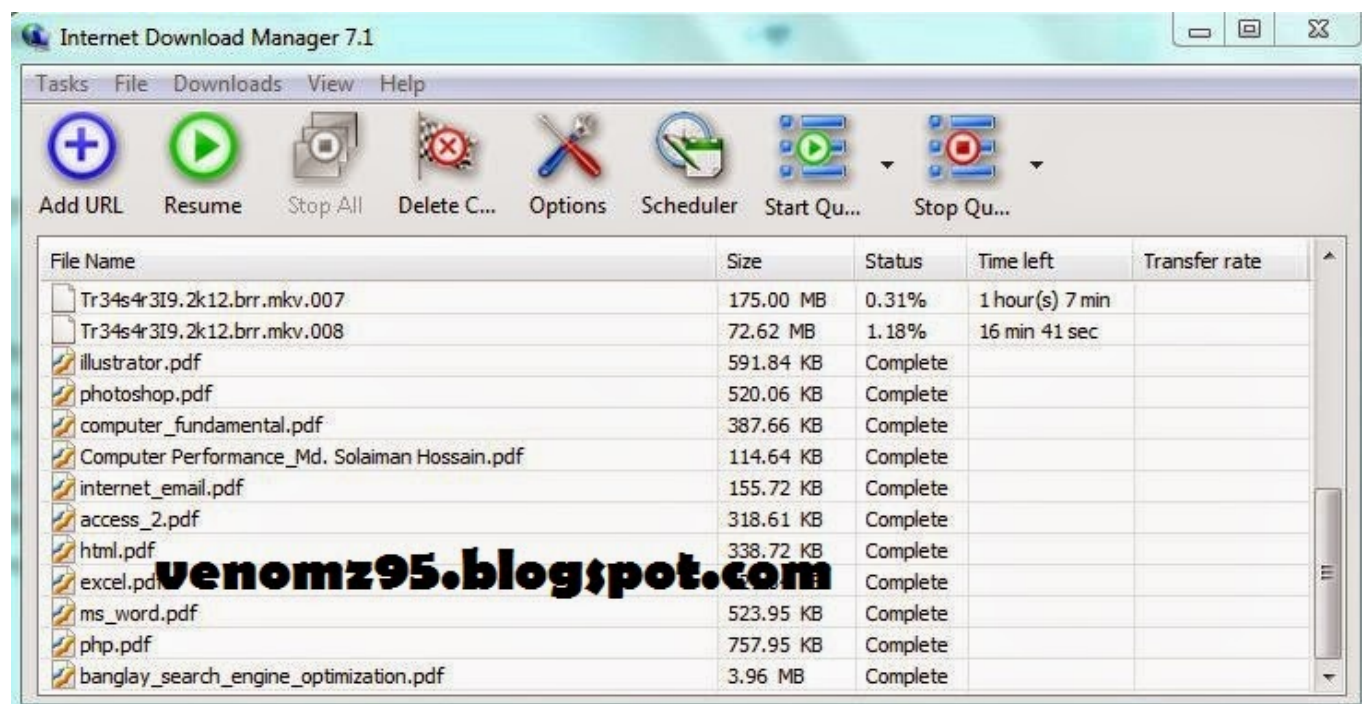 Internet Download Manager 7.1
Tasks File Downloads View Help
Add URL Resume Stop All Delete C... Options Scheduler Start Qu... Stop Qu...
File Name Size Status Time left Transfer rate
Tr34s4r3I9.2k12.brr.mkv.007 175.00 MB 0.31% 1 hour(s) 7 min
Tr34s4r3I9.2k12.brr.mkv.008 72.62 MB 1.18% 16 min 41 sec
illustrator.pdf 591.84 KB Complete
photoshop.pdf 520.06 KB Complete
computer_fundamental.pdf 387.66 KB Complete
Computer Performance_Md. Solaiman Hossain.pdf 114.64 KB Complete
internet_email.pdf 155.72 KB Complete
access_2.pdf 318.61 KB Complete
html.pdf 338.72 KB Complete
venomz95.blogspot.com
excel.pdf Complete
ms_word.pdf 523.95 KB Complete
php.pdf 757.95 KB Complete
banglay_search_engine_optimization.pdf 3.96 MB Complete